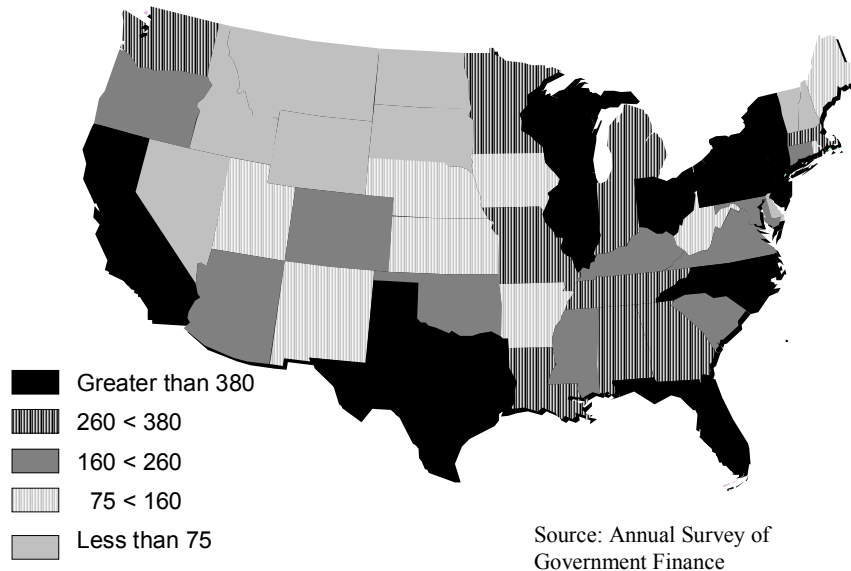 Greater than 380
260 < 380
160 < 260
75 < 160
Less than 75
Source: Annual Survey of
Government Finance